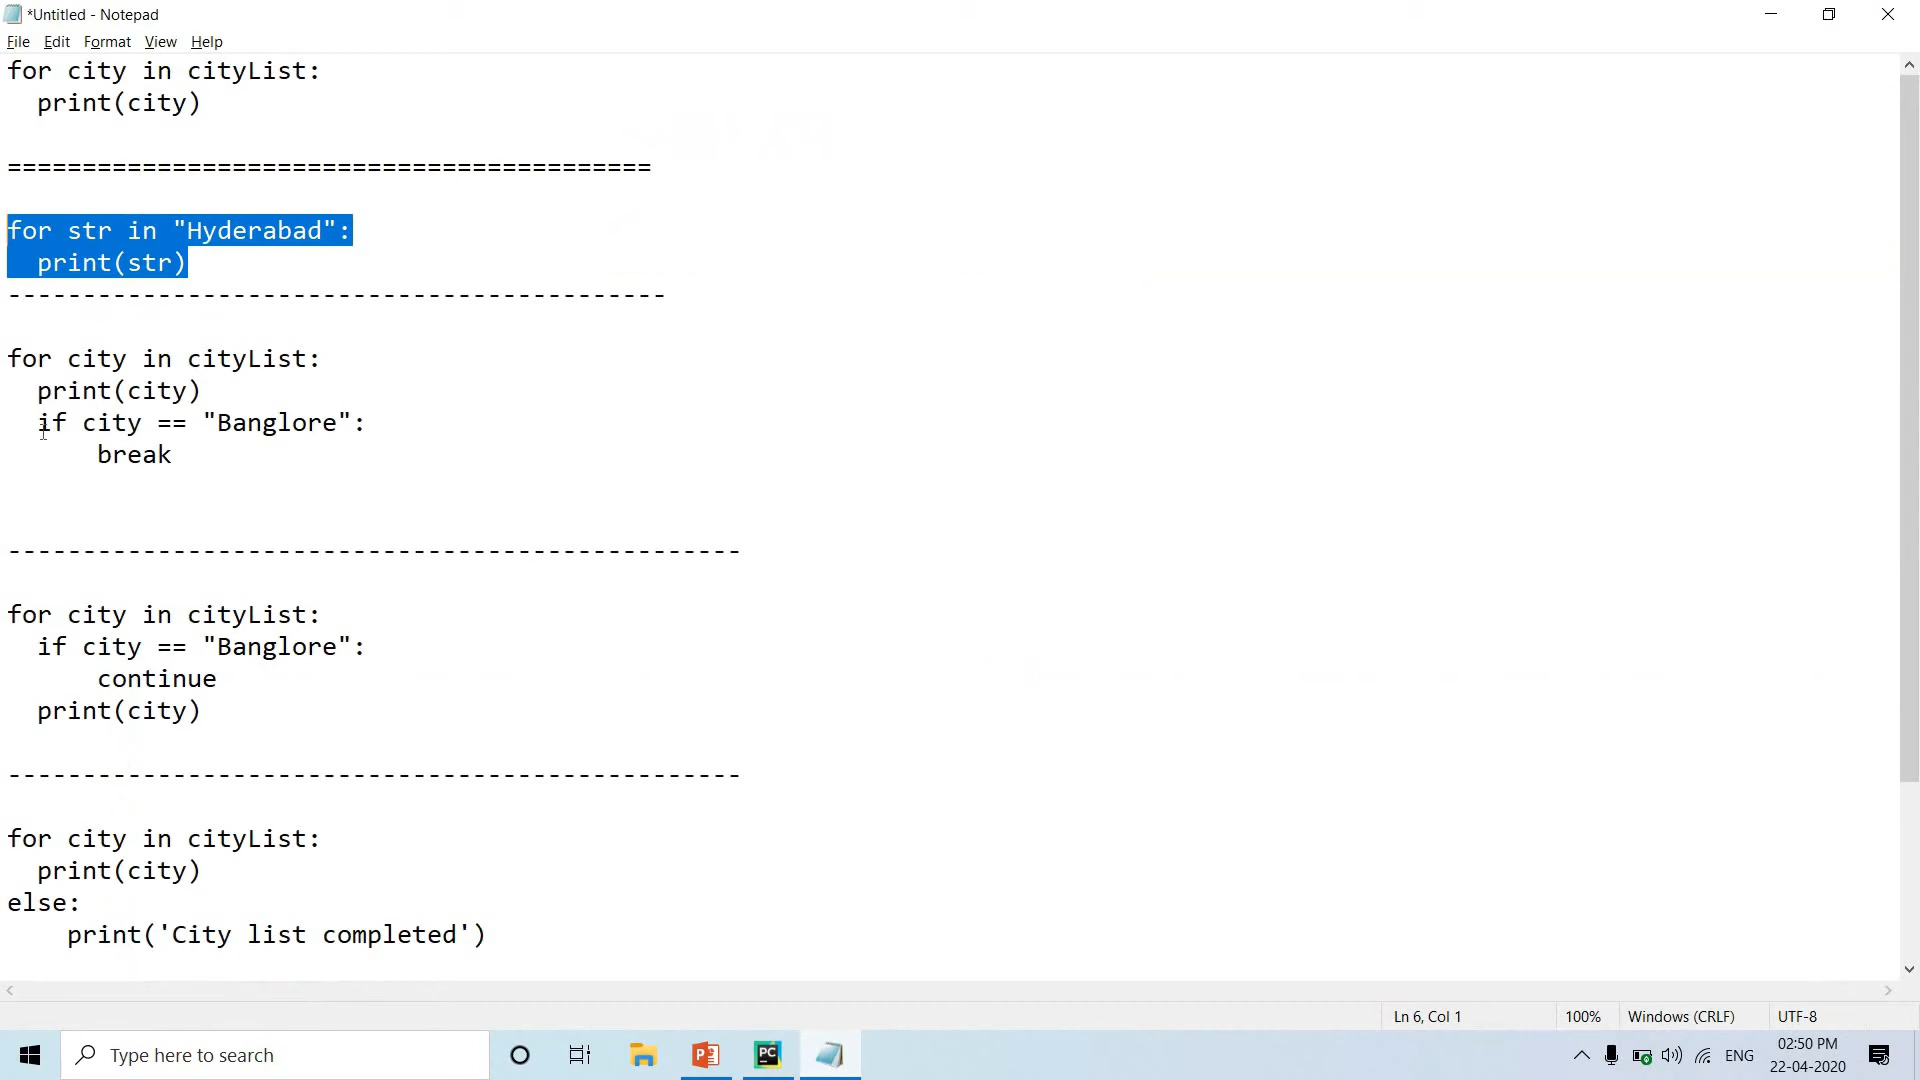 *Untitled - Notepad
File Edit Format View Help
for city in cityList:
  print(city)
===========================================
for str in "Hyderabad":
  print(str)
--------------------------------------------
for city in cityList:
  print(city)
  if city == "Banglore":
      break
-------------------------------------------------
for city in cityList:
  if city == "Banglore":
      continue
  print(city)
-------------------------------------------------
for city in cityList:
  print(city)
else:
    print('City list completed')
Ln 6, Col 1 100% Windows (CRLF) UTF-8
Type here to search ENG 02:50 PM
22-04-2020